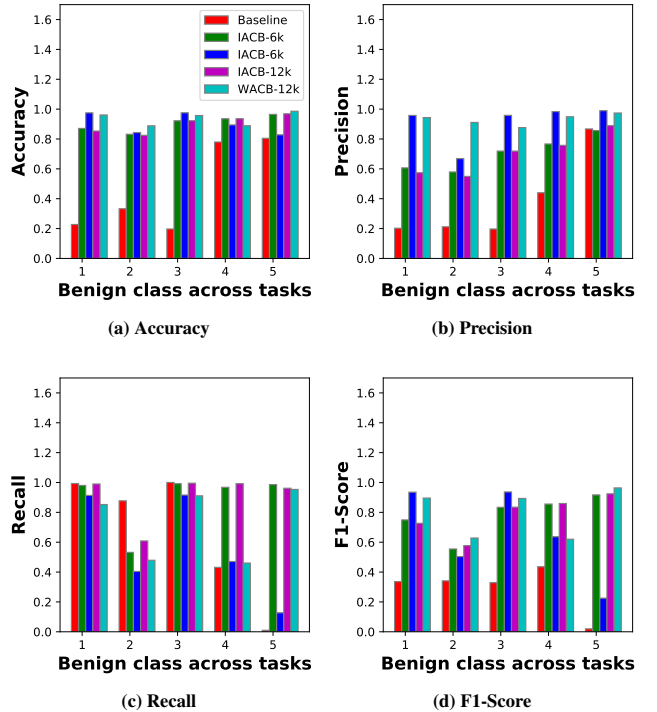 1.6
1.4
1.2
1.0
0.8
0.6
0.4
0.2
0.0
Accuracy
Baseline
IACB-6k
IACB-6k
IACB-12k
WACB-12k
1 2 3 4 5
Benign class across tasks
(a) Accuracy
1.6
1.4
1.2
1.0
0.8
0.6
0.4
0.2
0.0
Precision
1 2 3 4 5
Benign class across tasks
(b) Precision
1.6
1.4
1.2
1.0
0.8
0.6
0.4
0.2
0.0
Recall
1 2 3 4 5
Benign class across tasks
(c) Recall
1.6
1.4
1.2
1.0
0.8
0.6
0.4
0.2
0.0
F1-Score
1 2 3 4 5
Benign class across tasks
(d) F1-Score